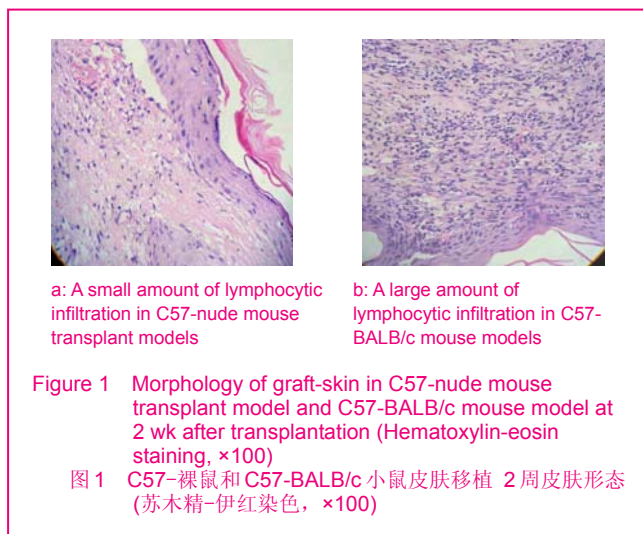 a: A small amount of lymphocytic
infiltration in C57-nude mouse
transplant models
b: A large amount of
lymphocytic infiltration in C57-
BALB/c mouse models
Figure 1 Morphology of graft-skin in C57-nude mouse
transplant model and C57-BALB/c mouse model at
2 wk after transplantation (Hematoxylin-eosin
staining, ×100)
图 1 C57-裸鼠和 C57-BALB/c 小鼠皮肤移植 2 周皮肤形态
(苏木精-伊红染色，×100)